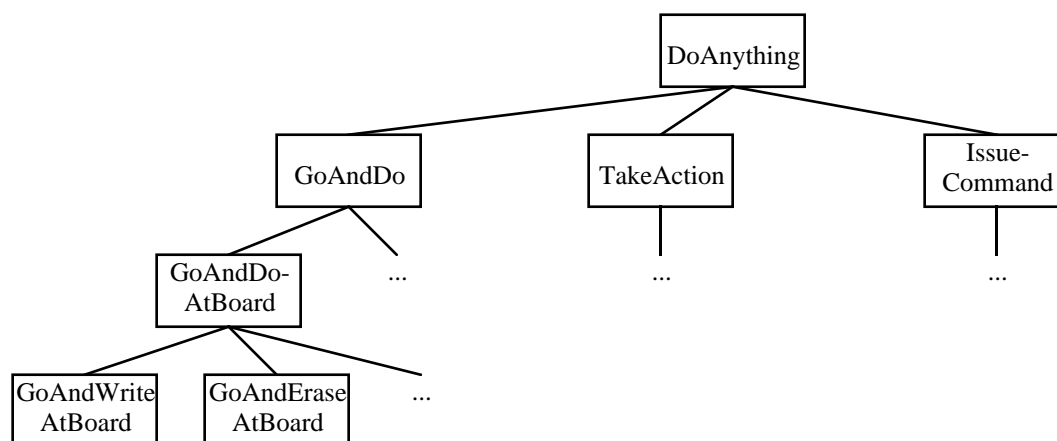 DoAnything
GoAndDo
TakeAction
Issue-
Command
GoAndDo-
AtBoard
...
...
...
GoAndWrite
AtBoard
GoAndErase
AtBoard
...